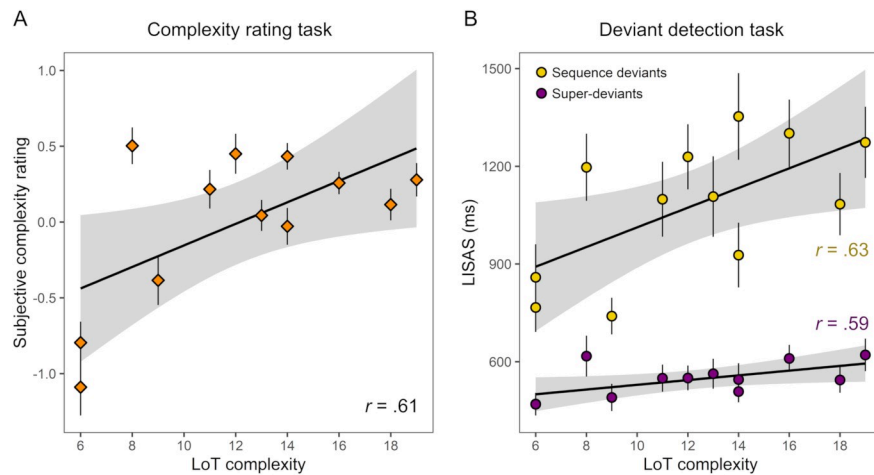 A
Complexity rating task
Subjective complexity rating
1.0
0.5
0.0
-0.5
-1.0
r = .61
6 8 10 12 14 16 18
LoT complexity
B
Deviant detection task
LISAS (ms)
1500
1200
900
600
Sequence deviants
Super-deviants
r = .63
r = .59
6 8 10 12 14 16 18
LoT complexity